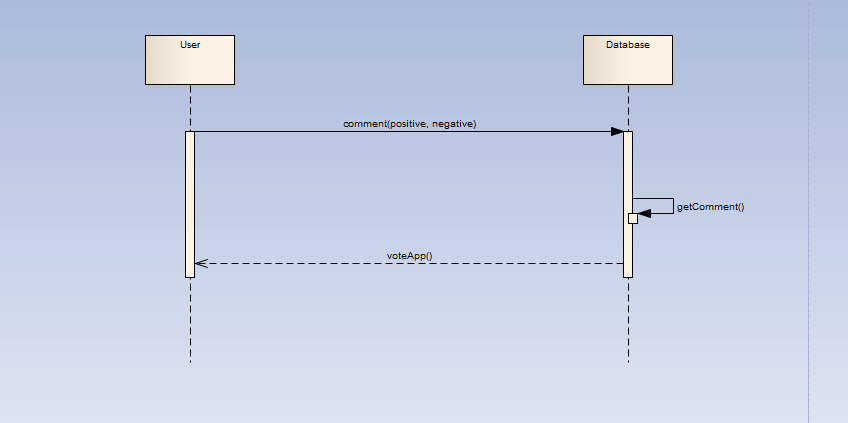 User
Database
comment(positive, negative)
getComment()
voteApp()